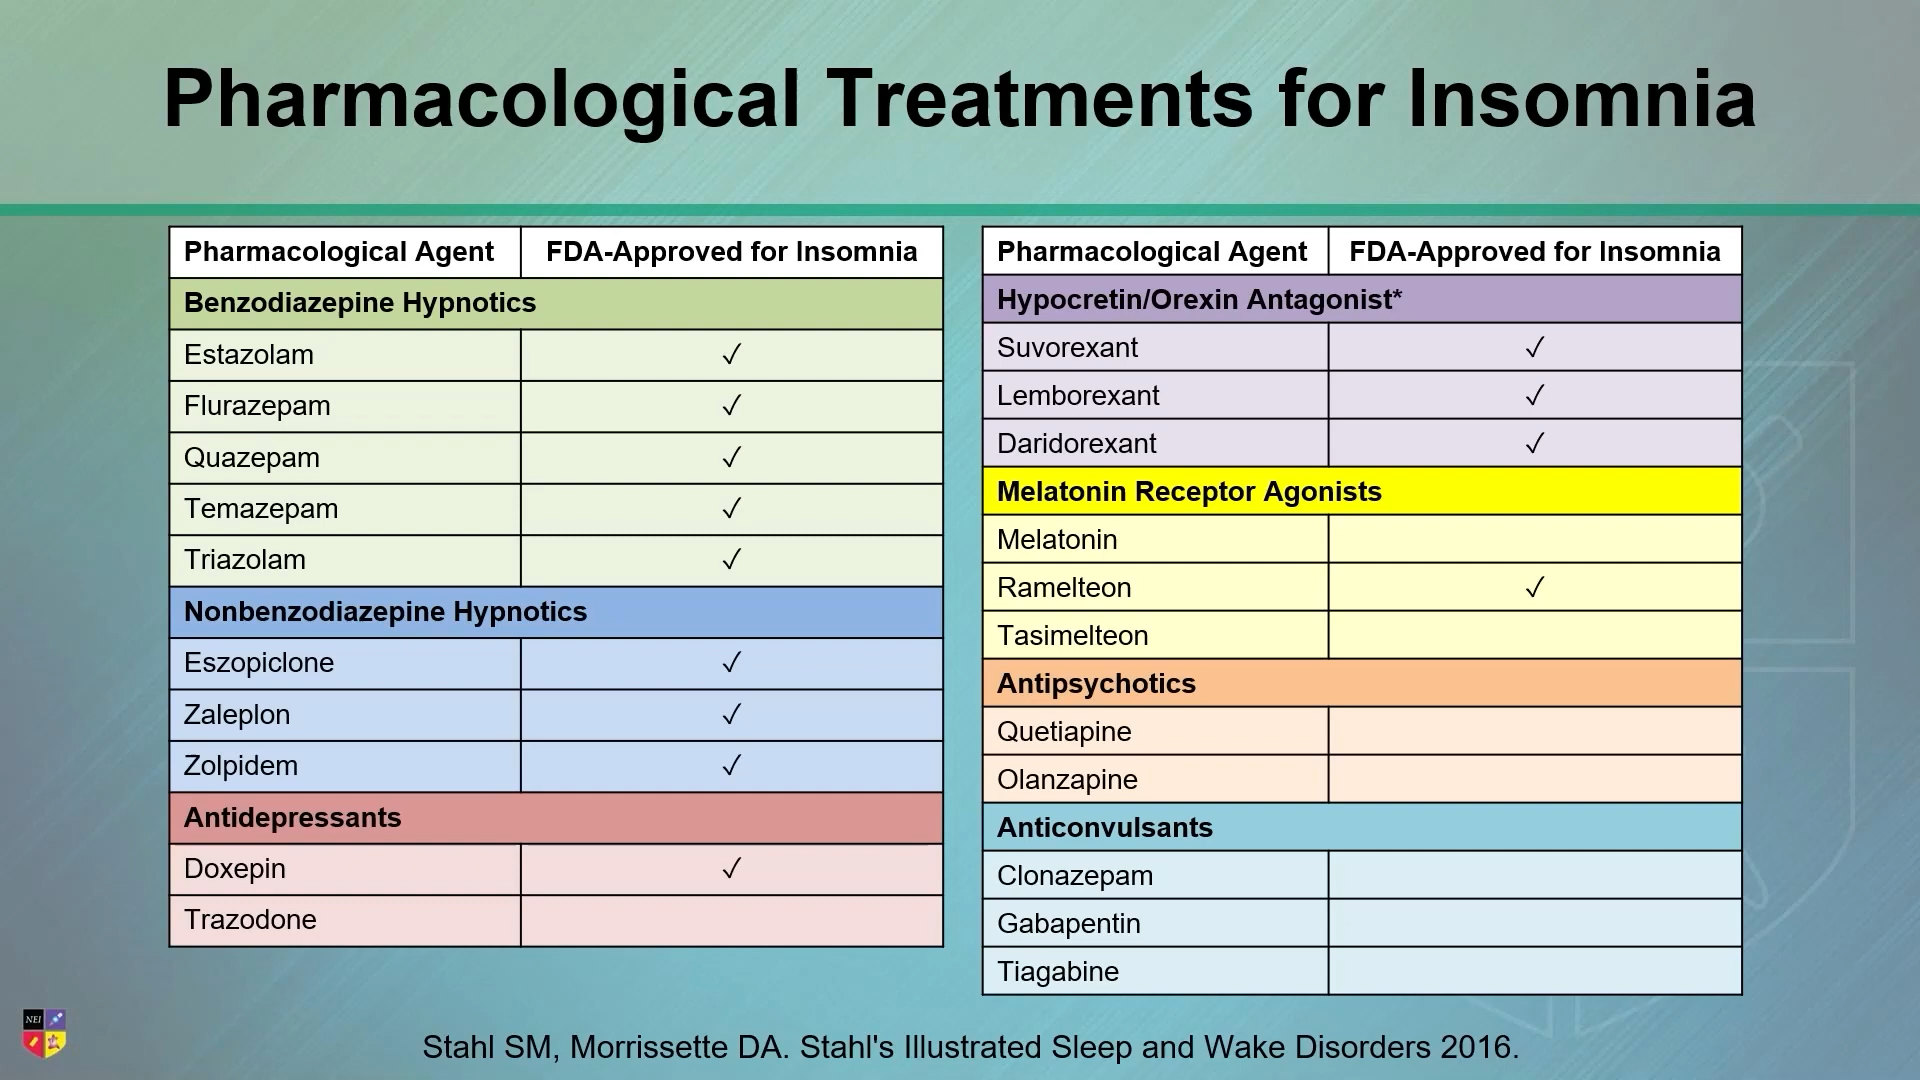 Pharmacological Treatments for Insomnia
Pharmacological Agent FDA-Approved for Insomnia
Benzodiazepine Hypnotics
Estazolam ✓
Flurazepam ✓
Quazepam ✓
Temazepam ✓
Triazolam ✓
Nonbenzodiazepine Hypnotics
Eszopiclone ✓
Zaleplon ✓
Zolpidem ✓
Antidepressants
Doxepin ✓
Trazodone
Pharmacological Agent FDA-Approved for Insomnia
Hypocretin/Orexin Antagonist*
Suvorexant ✓
Lemborexant ✓
Daridorexant ✓
Melatonin Receptor Agonists
Melatonin
Ramelteon ✓
Tasimelteon
Antipsychotics
Quetiapine
Olanzapine
Anticonvulsants
Clonazepam
Gabapentin
Tiagabine
NEI
Stahl SM, Morrissette DA. Stahl's Illustrated Sleep and Wake Disorders 2016.